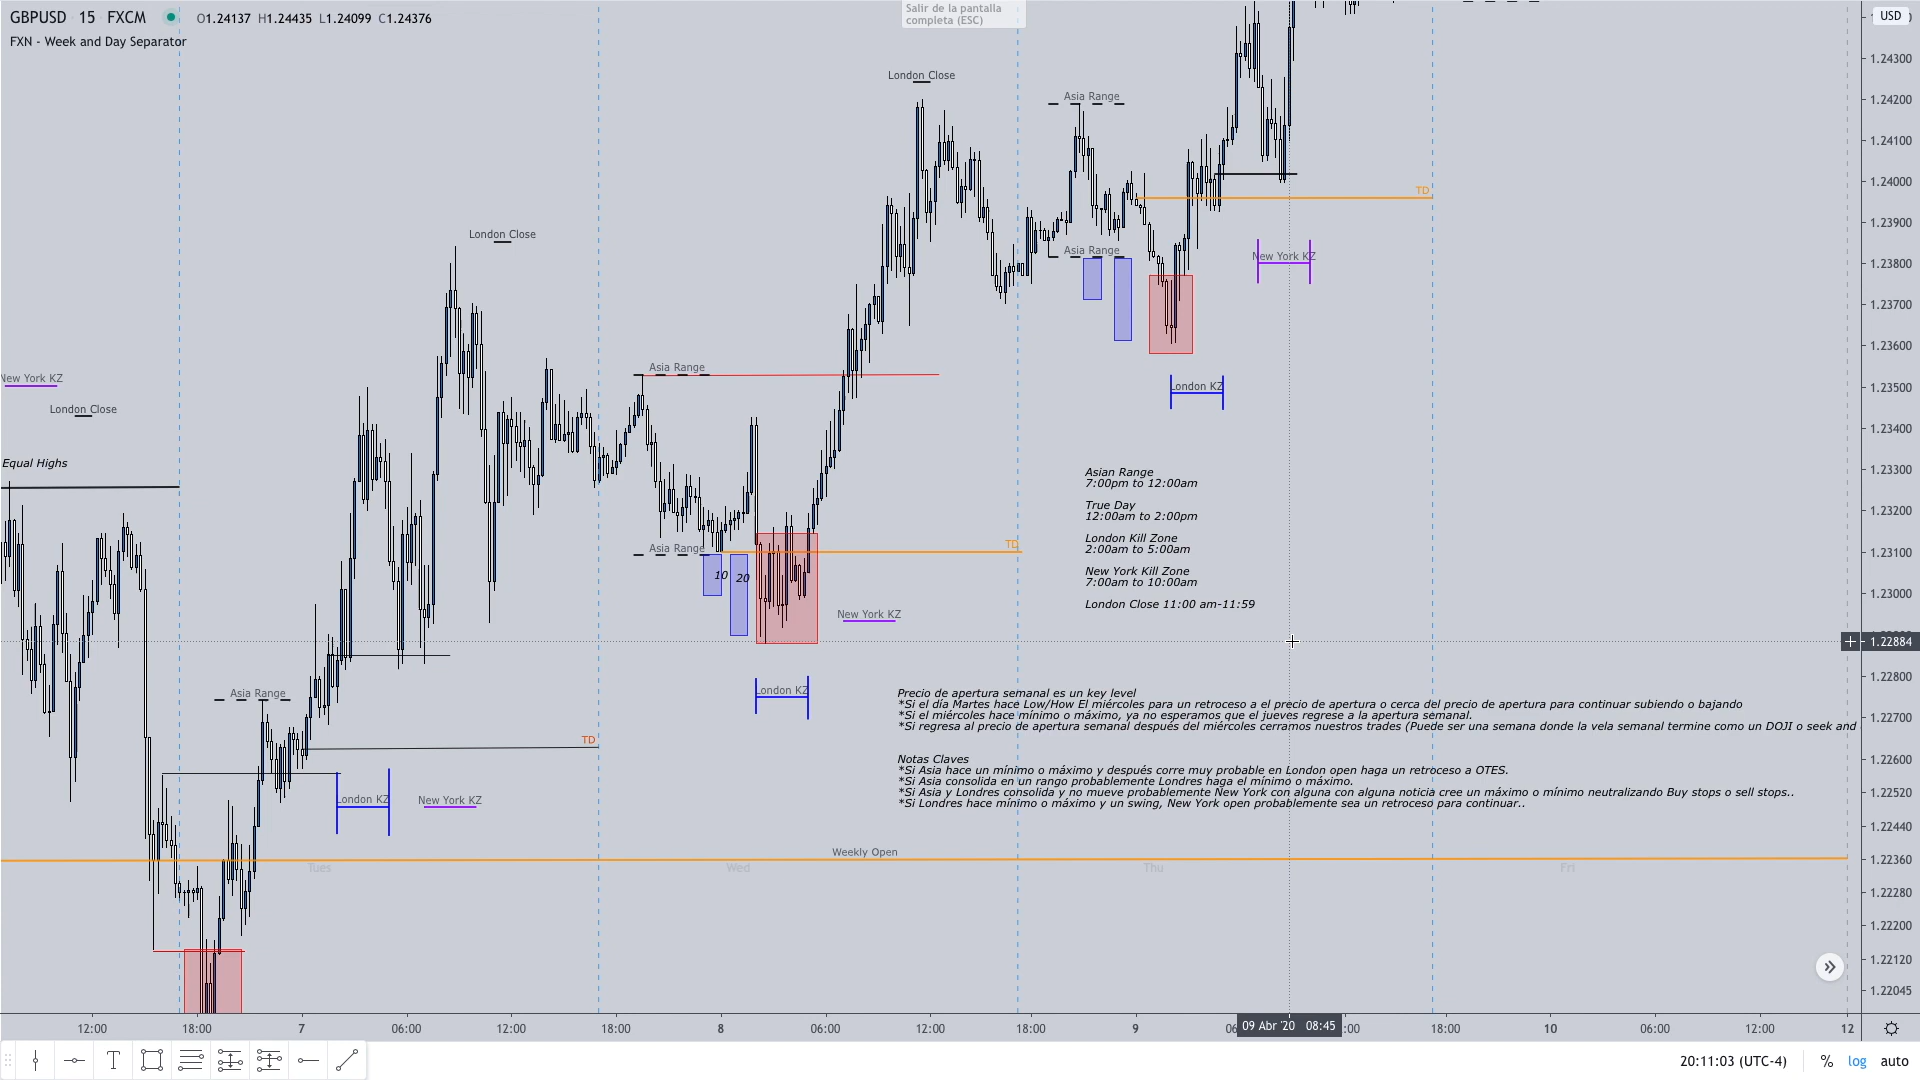 GBPUSD 15 FXCM O1.24137 H1.24435 L1.24099 C1.24376
FXN - Week and Day Separator
Salir de la pantalla
completa (ESC)
USD
London Close
Asia Range
London Close
Asia Range
New York KZ
TD
Asia Range
New York KZ
London Close
London KZ
Equal Highs
Asian Range
7:00pm to 12:00am
True Day
12:00am to 2:00pm
London Kill Zone
2:00am to 5:00am
New York Kill Zone
7:00am to 10:00am
London Close 11:00 am-11:59
Asia Range
TD
10 20
New York KZ
London KZ
Asia Range
TD
London KZ
New York KZ
Precio de apertura semanal es un key level
*Si el día Martes hace Low/How El miércoles para un retroceso a el precio de apertura o cerca del precio de apertura para continuar subiendo o bajando
*Si el miércoles hace mínimo o máximo, ya no esperamos que el jueves regrese a la apertura semanal.
*Si regresa al precio de apertura semanal después del miércoles cerramos nuestros trades (Puede ser una semana donde la vela semanal termine como un DOJI o seek and
Notas Claves
*Si Asia hace un mínimo o máximo y después corre muy probable en London open haga un retroceso a OTES.
*Si Asia consolida en un rango probablemente Londres haga el mínimo o máximo.
*Si Asia y Londres consolida y no mueve probablemente New York con alguna con alguna noticia cree un máximo o mínimo neutralizando Buy stops o sell stops..
*Si Londres hace mínimo o máximo y un swing, New York open probablemente sea un retroceso para continuar..
Weekly Open
Tues
Wed
Thu
Fri
1.24300
1.24200
1.24100
1.24000
1.23900
1.23800
1.23700
1.23600
1.23500
1.23400
1.23300
1.23200
1.23100
1.23000
1.22884
1.22800
1.22700
1.22600
1.22520
1.22440
1.22360
1.22280
1.22200
1.22120
1.22045
12:00 18:00 7 06:00 12:00 18:00 8 06:00 12:00 18:00 9 09 Abr '20 08:45 18:00 10 06:00 12:00 12
20:11:03 (UTC-4) % log auto